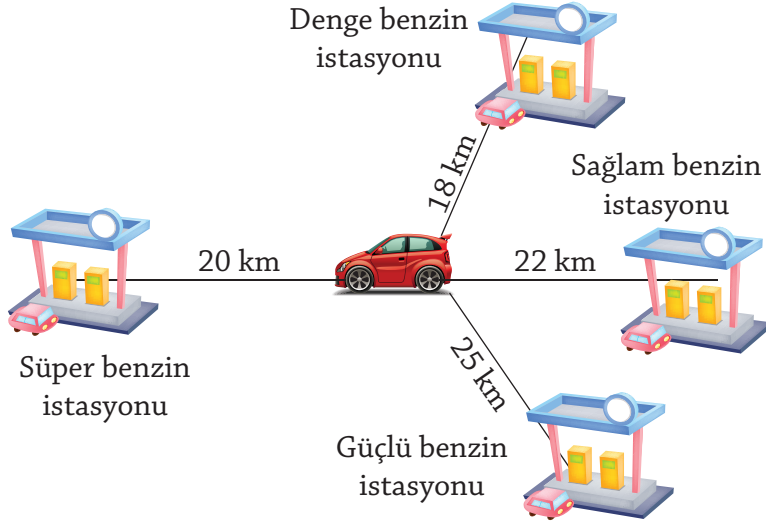 Denge benzin
istasyonu
18 km
Sağlam benzin
istasyonu
20 km
22 km
Süper benzin
istasyonu
25 km
Güçlü benzin
istasyonu